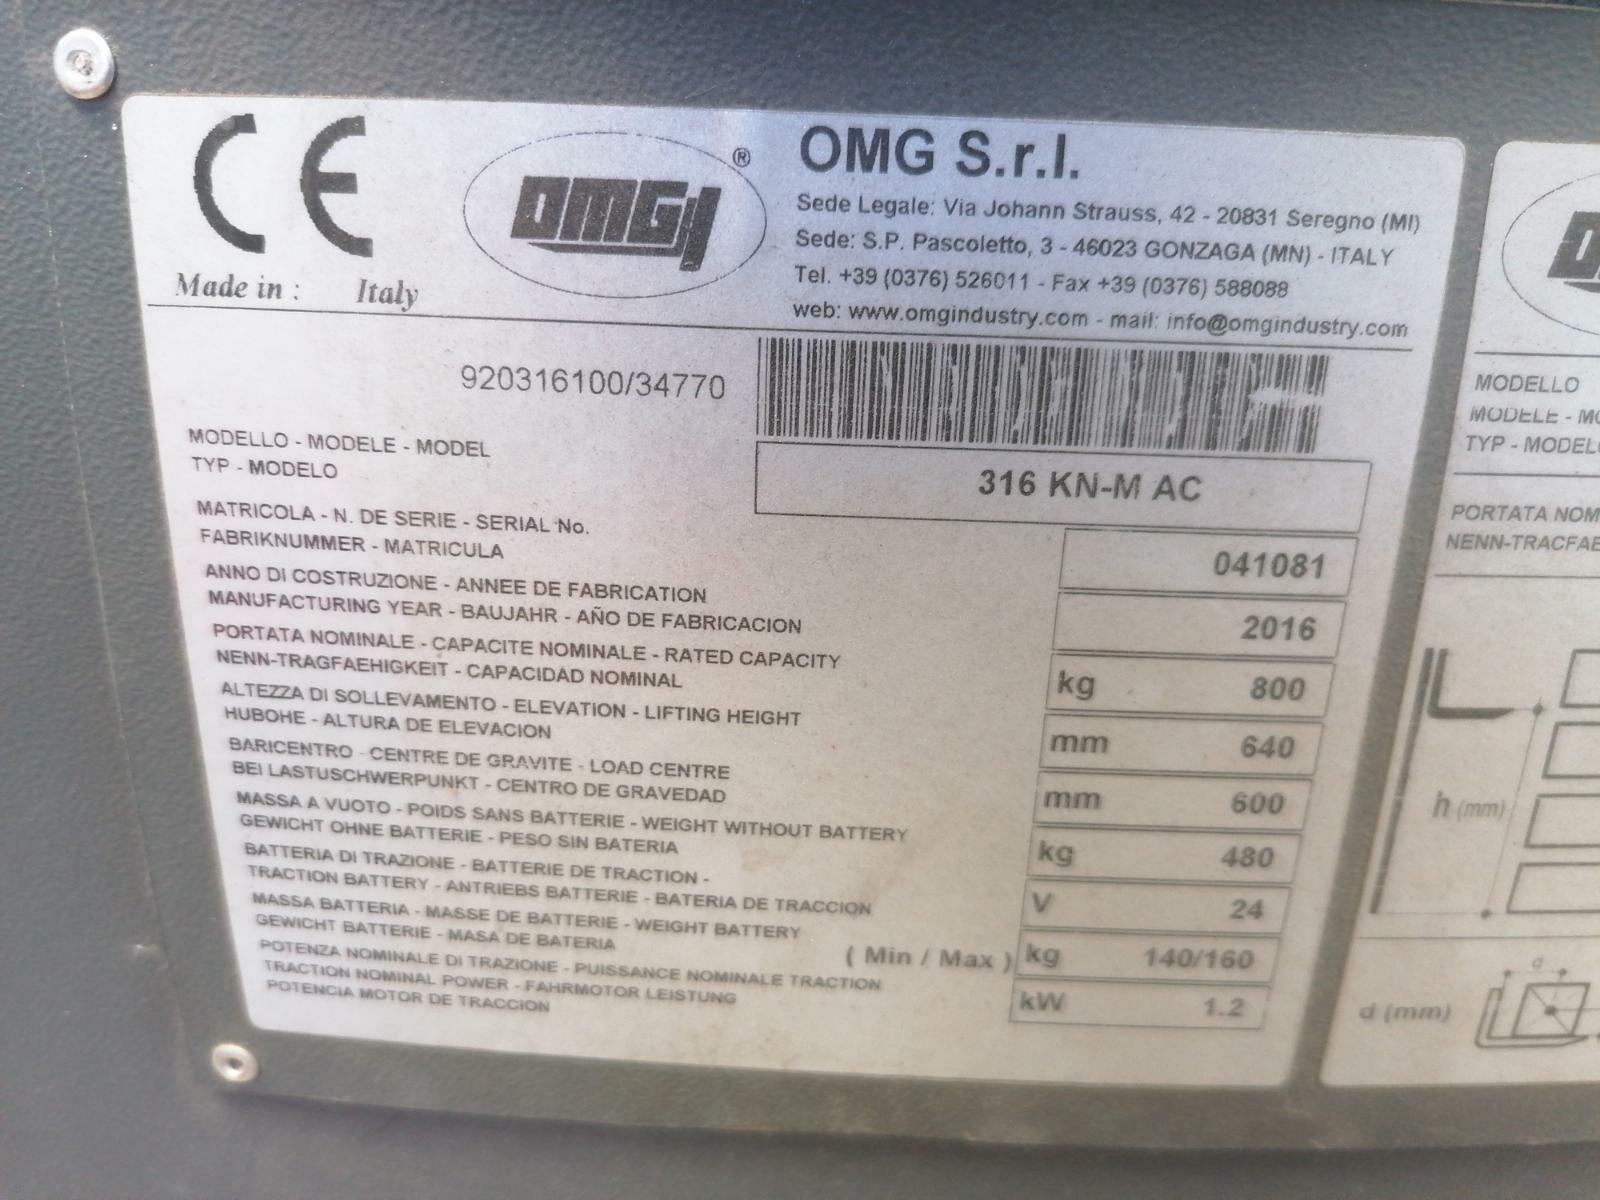 CE
OMG ®
Made in : Italy
OMG S.r.l.
Sede Legale: Via Johann Strauss, 42 - 20831 Seregno (MI)
Sede: S.P. Pascoletto, 3 - 46023 GONZAGA (MN) - ITALY
Tel. +39 (0376) 526011 - Fax +39 (0376) 588088
web: www.omgindustry.com - mail: info@omgindustry.com
920316100/34770
MODELLO - MODELE - MODEL
TYP - MODELO
316 KN-M AC
MATRICOLA - N. DE SERIE - SERIAL No.
FABRIKNUMMER - MATRICULA
041081
ANNO DI COSTRUZIONE - ANNEE DE FABRICATION
MANUFACTURING YEAR - BAUJAHR - AÑO DE FABRICACION
2016
PORTATA NOMINALE - CAPACITE NOMINALE - RATED CAPACITY
NENN-TRAGFAEHIGKEIT - CAPACIDAD NOMINAL
kg 800
ALTEZZA DI SOLLEVAMENTO - ELEVATION - LIFTING HEIGHT
HUBOHE - ALTURA DE ELEVACION
mm 640
BARICENTRO - CENTRE DE GRAVITE - LOAD CENTRE
BEI LASTUSCHWERPUNKT - CENTRO DE GRAVEDAD
mm 600
MASSA A VUOTO - POIDS SANS BATTERIE - WEIGHT WITHOUT BATTERY
GEWICHT OHNE BATTERIE - PESO SIN BATERIA
kg 480
BATTERIA DI TRAZIONE - BATTERIE DE TRACTION -
TRACTION BATTERY - ANTRIEBS BATTERIE - BATERIA DE TRACCION
V 24
MASSA BATTERIA - MASSE DE BATTERIE - WEIGHT BATTERY
GEWICHT BATTERIE - MASA DE BATERIA
( Min / Max ) kg 140/160
POTENZA NOMINALE DI TRAZIONE - PUISSANCE NOMINALE TRACTION
TRACTION NOMINAL POWER - FAHRMOTOR LEISTUNG
POTENCIA MOTOR DE TRACCION
kW 1.2
MODELLO
MODELE -
TYP -
PORTATA
h (mm)
d
d (mm)